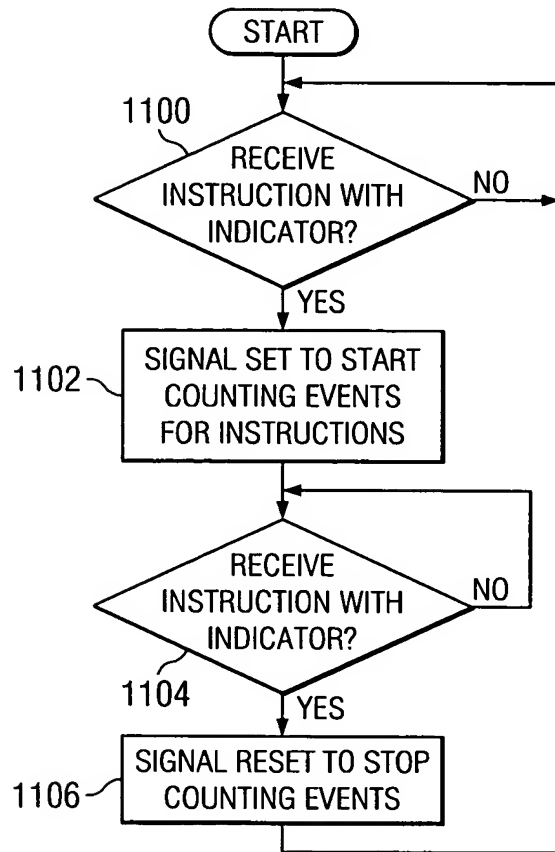 START
1100
RECEIVE
INSTRUCTION WITH
INDICATOR?
NO
YES
1102
SIGNAL SET TO START
COUNTING EVENTS
FOR INSTRUCTIONS
RECEIVE
INSTRUCTION WITH
INDICATOR?
NO
1104
YES
1106
SIGNAL RESET TO STOP
COUNTING EVENTS